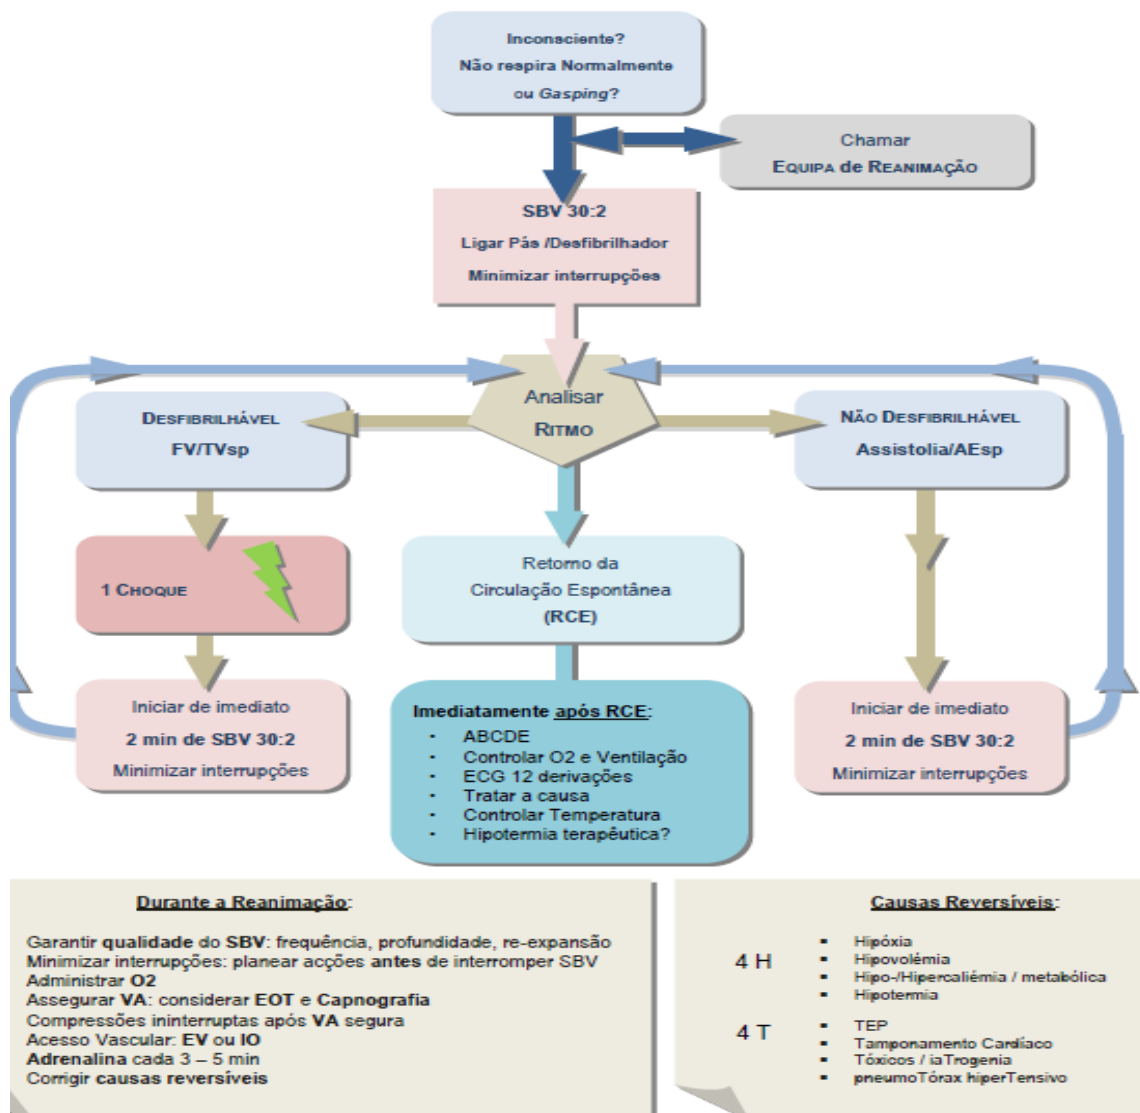 Inconsciente?
Não respira Normalmente
ou Gasping?
Chamar
EQUIPA de REANIMAÇÃO
SBV 30:2
Ligar Pás /Desfibrilhador
Minimizar interrupções
Analisar
RITMO
DESFIBRILHÁVEL
FV/TVsp
NÃO DESFIBRILHÁVEL
Assistolia/AEsp
1 CHOQUE
Retorno da
Circulação Espontânea
(RCE)
Iniciar de imediato
2 min de SBV 30:2
Minimizar interrupções
Imediatamente após RCE:
· ABCDE
· Controlar O2 e Ventilação
· ECG 12 derivações
· Tratar a causa
· Controlar Temperatura
· Hipotermia terapêutica?
Iniciar de imediato
2 min de SBV 30:2
Minimizar interrupções
Durante a Reanimação:
Garantir qualidade do SBV: frequência, profundidade, re-expansão
Minimizar interrupções: planear acções antes de interromper SBV
Administrar O2
Assegurar VA: considerar EOT e Capnografia
Compressões ininterruptas após VA segura
Acesso Vascular: EV ou IO
Adrenalina cada 3 – 5 min
Corrigir causas reversíveis
Causas Reversíveis:
4 H
▪ Hipóxia
▪ Hipovolémia
▪ Hipo-/Hipercaliémia / metabólica
▪ Hipotermia
4 T
▪ TEP
▪ Tamponamento Cardíaco
▪ Tóxicos / iaTrogenia
▪ pneumoTórax hiperTensivo